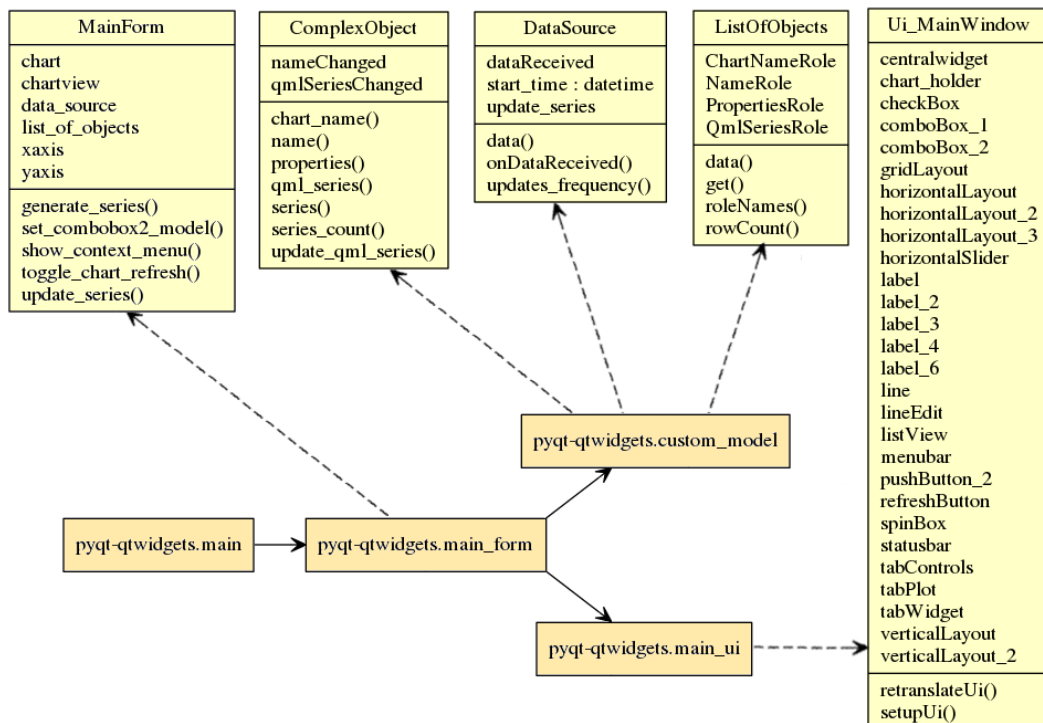 MainForm
chart
chartview
data_source
list_of_objects
xaxis
yaxis
generate_series()
set_combobox2_model()
show_context_menu()
toggle_chart_refresh()
update_series()
ComplexObject
nameChanged
qmlSeriesChanged
chart_name()
name()
properties()
qml_series()
series()
series_count()
update_qml_series()
DataSource
dataReceived
start_time : datetime
update_series
data()
onDataReceived()
updates_frequency()
ListOfObjects
ChartNameRole
NameRole
PropertiesRole
QmlSeriesRole
data()
get()
roleNames()
rowCount()
Ui_MainWindow
centralwidget
chart_holder
checkBox
comboBox_1
comboBox_2
gridLayout
horizontalLayout
horizontalLayout_2
horizontalLayout_3
horizontalSlider
label
label_2
label_3
label_4
label_6
line
lineEdit
listView
menubar
pushButton_2
refreshButton
spinBox
statusbar
tabControls
tabPlot
tabWidget
verticalLayout
verticalLayout_2
retranslateUi()
setupUi()
pyqt-qtwidgets.custom_model
pyqt-qtwidgets.main
pyqt-qtwidgets.main_form
pyqt-qtwidgets.main_ui